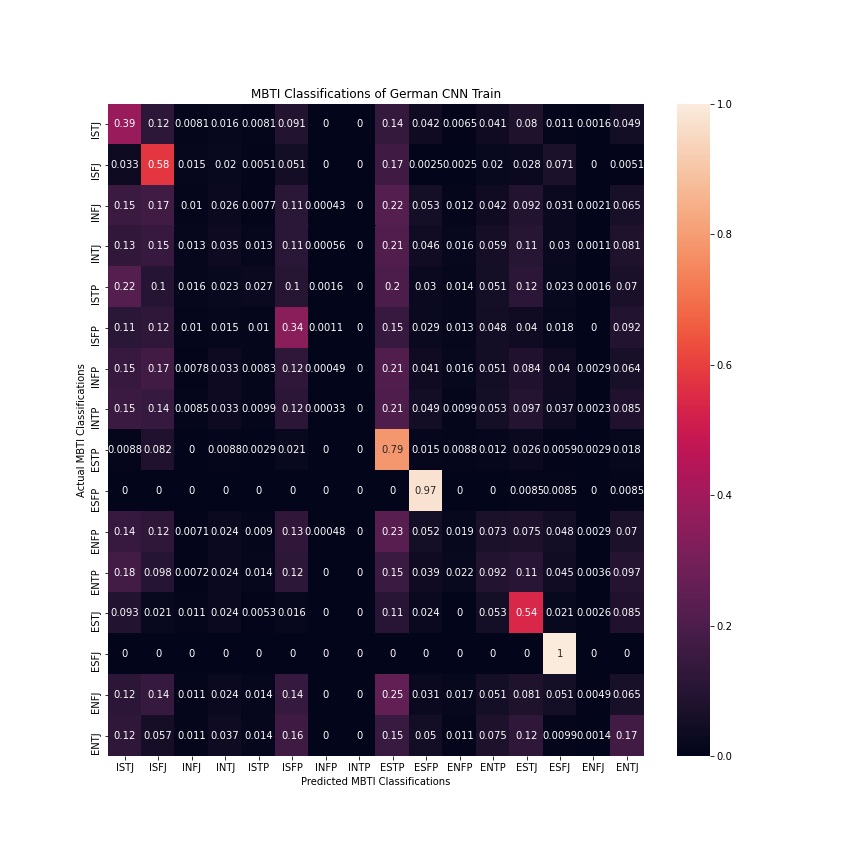 MBTI Classifications of German CNN Train
ISTJ 0.39 0.12 0.0081 0.016 0.0081 0.091 0 0 0.14 0.042 0.0065 0.041 0.08 0.011 0.0016 0.049
ISFJ 0.033 0.58 0.015 0.02 0.0051 0.051 0 0 0.17 0.0025 0.0025 0.02 0.028 0.071 0 0.0051
INFJ 0.15 0.17 0.01 0.026 0.0077 0.11 0.00043 0 0.22 0.053 0.012 0.042 0.092 0.031 0.0021 0.065
INTJ 0.13 0.15 0.013 0.035 0.013 0.11 0.00056 0 0.21 0.046 0.016 0.059 0.11 0.03 0.0011 0.081
ISTP 0.22 0.1 0.016 0.023 0.027 0.1 0.0016 0 0.2 0.03 0.014 0.051 0.12 0.023 0.0016 0.07
ISFP 0.11 0.12 0.01 0.015 0.01 0.34 0.0011 0 0.15 0.029 0.013 0.048 0.04 0.018 0 0.092
INFP 0.15 0.17 0.0078 0.033 0.0083 0.12 0.00049 0 0.21 0.041 0.016 0.051 0.084 0.04 0.0029 0.064
INTP 0.15 0.14 0.0085 0.033 0.0099 0.12 0.00033 0 0.21 0.049 0.0099 0.053 0.097 0.037 0.0023 0.085
ESTP 0.0088 0.082 0 0.0088 0.0029 0.021 0 0 0.79 0.015 0.0088 0.012 0.026 0.0059 0.0029 0.018
ESFP 0 0 0 0 0 0 0 0 0 0.97 0 0 0.0085 0.0085 0 0.0085
ENFP 0.14 0.12 0.0071 0.024 0.009 0.13 0.00048 0 0.23 0.052 0.019 0.073 0.075 0.048 0.0029 0.07
ENTP 0.18 0.098 0.0072 0.024 0.014 0.12 0 0 0.15 0.039 0.022 0.092 0.11 0.045 0.0036 0.097
ESTJ 0.093 0.021 0.011 0.024 0.0053 0.016 0 0 0.11 0.024 0 0.053 0.54 0.021 0.0026 0.085
ESFJ 0 0 0 0 0 0 0 0 0 0 0 0 0 1 0 0
ENFJ 0.12 0.14 0.011 0.024 0.014 0.14 0 0 0.25 0.031 0.017 0.051 0.081 0.051 0.0049 0.065
ENTJ 0.12 0.057 0.011 0.037 0.014 0.16 0 0 0.15 0.05 0.011 0.075 0.12 0.0099 0.0014 0.17
ISTJ ISFJ INFJ INTJ ISTP ISFP INFP INTP ESTP ESFP ENFP ENTP ESTJ ESFJ ENFJ ENTJ
Predicted MBTI Classifications
Actual MBTI Classifications
1.0
0.8
0.6
0.4
0.2
0.0